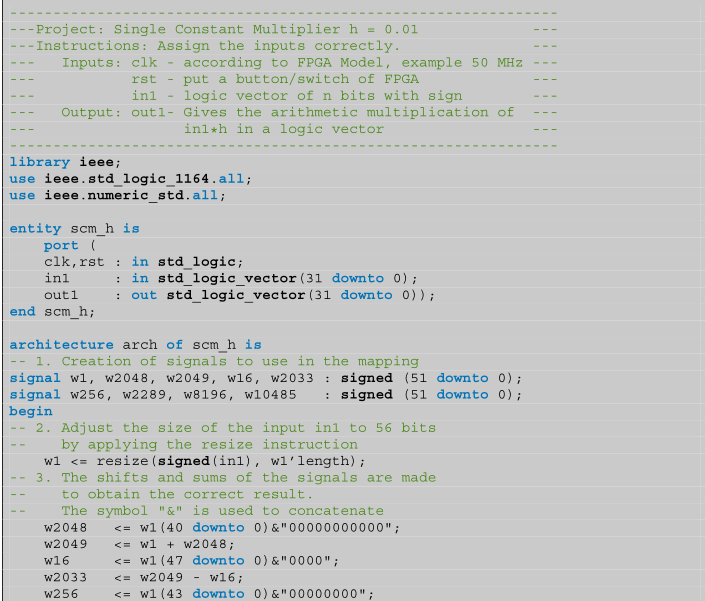 ---------------------------------------------------------------
---Project: Single Constant Multiplier h = 0.01             ---
---Instructions: Assign the inputs correctly.               ---
---   Inputs: clk - according to FPGA Model, example 50 MHz ---
---           rst - put a button/switch of FPGA             ---
---           in1 - logic vector of n bits with sign        ---
---   Output: out1- Gives the arithmetic multiplication of  ---
---                 in1*h in a logic vector                 ---
---------------------------------------------------------------
library ieee;
use ieee.std_logic_1164.all;
use ieee.numeric_std.all;
entity scm_h is
    port (
    clk,rst : in std_logic;
    in1     : in std_logic_vector(31 downto 0);
    out1    : out std_logic_vector(31 downto 0));
end scm_h;
architecture arch of scm_h is
-- 1. Creation of signals to use in the mapping
signal w1, w2048, w2049, w16, w2033 : signed (51 downto 0);
signal w256, w2289, w8196, w10485   : signed (51 downto 0);
begin
-- 2. Adjust the size of the input in1 to 56 bits
--    by applying the resize instruction
    w1 <= resize(signed(in1), w1'length);
-- 3. The shifts and sums of the signals are made
--    to obtain the correct result.
--    The symbol "&" is used to concatenate
    w2048   <= w1(40 downto 0)&"00000000000";
    w2049   <= w1 + w2048;
    w16     <= w1(47 downto 0)&"0000";
    w2033   <= w2049 - w16;
    w256    <= w1(43 downto 0)&"00000000";